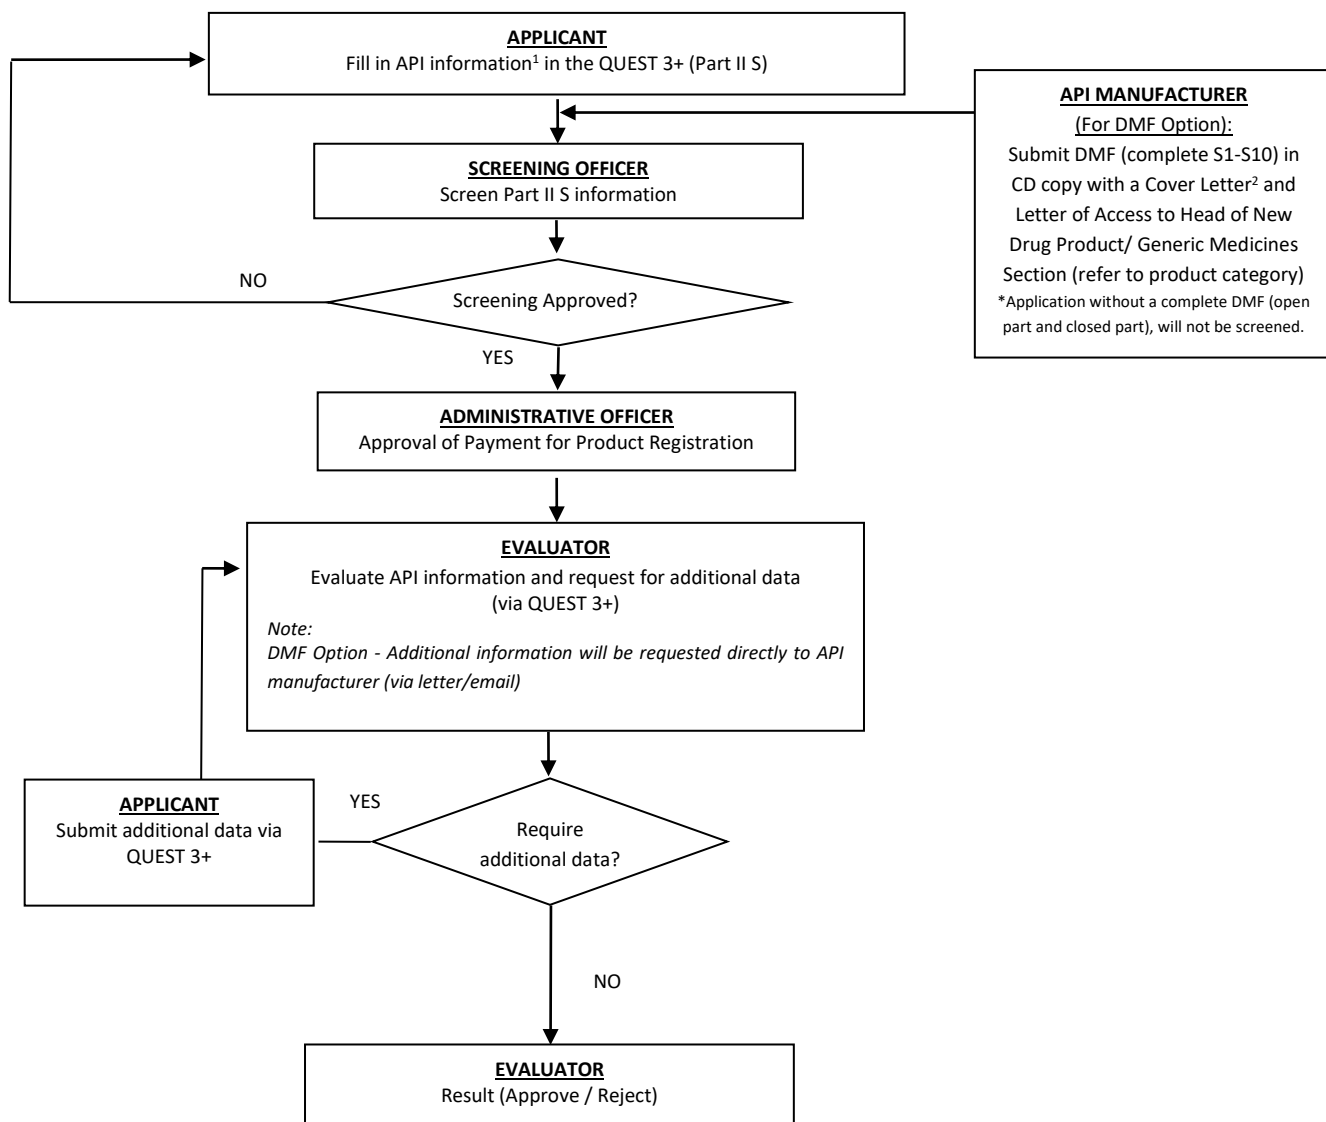 APPLICANT
Fill in API information¹ in the QUEST 3+ (Part II S)
API MANUFACTURER
(For DMF Option):
Submit DMF (complete S1-S10) in
CD copy with a Cover Letter² and
Letter of Access to Head of New
Drug Product/ Generic Medicines
Section (refer to product category)
*Application without a complete DMF (open
part and closed part), will not be screened.
SCREENING OFFICER
Screen Part II S information
NO
Screening Approved?
YES
ADMINISTRATIVE OFFICER
Approval of Payment for Product Registration
EVALUATOR
Evaluate API information and request for additional data
(via QUEST 3+)
Note:
DMF Option - Additional information will be requested directly to API
manufacturer (via letter/email)
APPLICANT
Submit additional data via
QUEST 3+
YES
Require
additional data?
NO
EVALUATOR
Result (Approve / Reject)